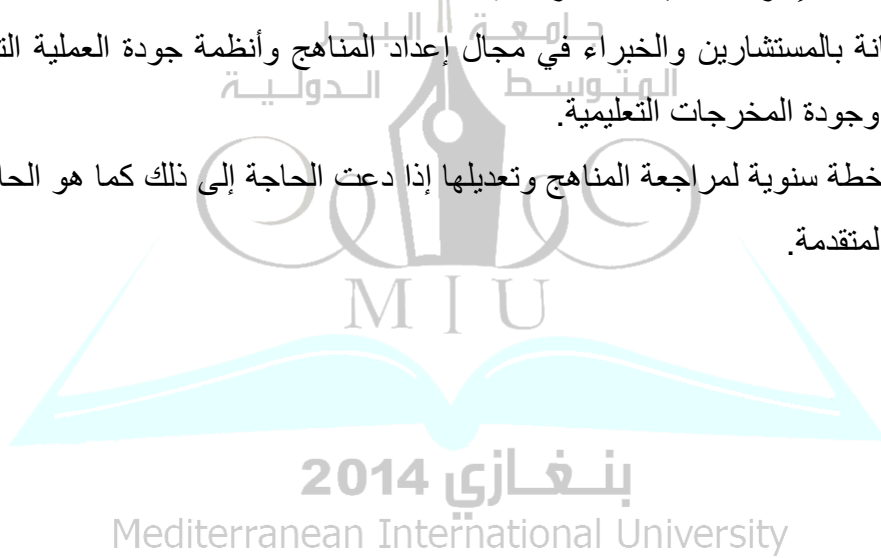 جامعة البحر
انة بالمستشارين والخبراء في مجال إعداد المناهج وأنظمة جودة العملية الت
المتوسط الدولية
وجودة المخرجات التعليمية.
خطة سنوية لمراجعة المناهج وتعديلها إذا دعت الحاجة إلى ذلك كما هو الحا
لمتقدمة.
MIU
بنغازي 2014
Mediterranean International University